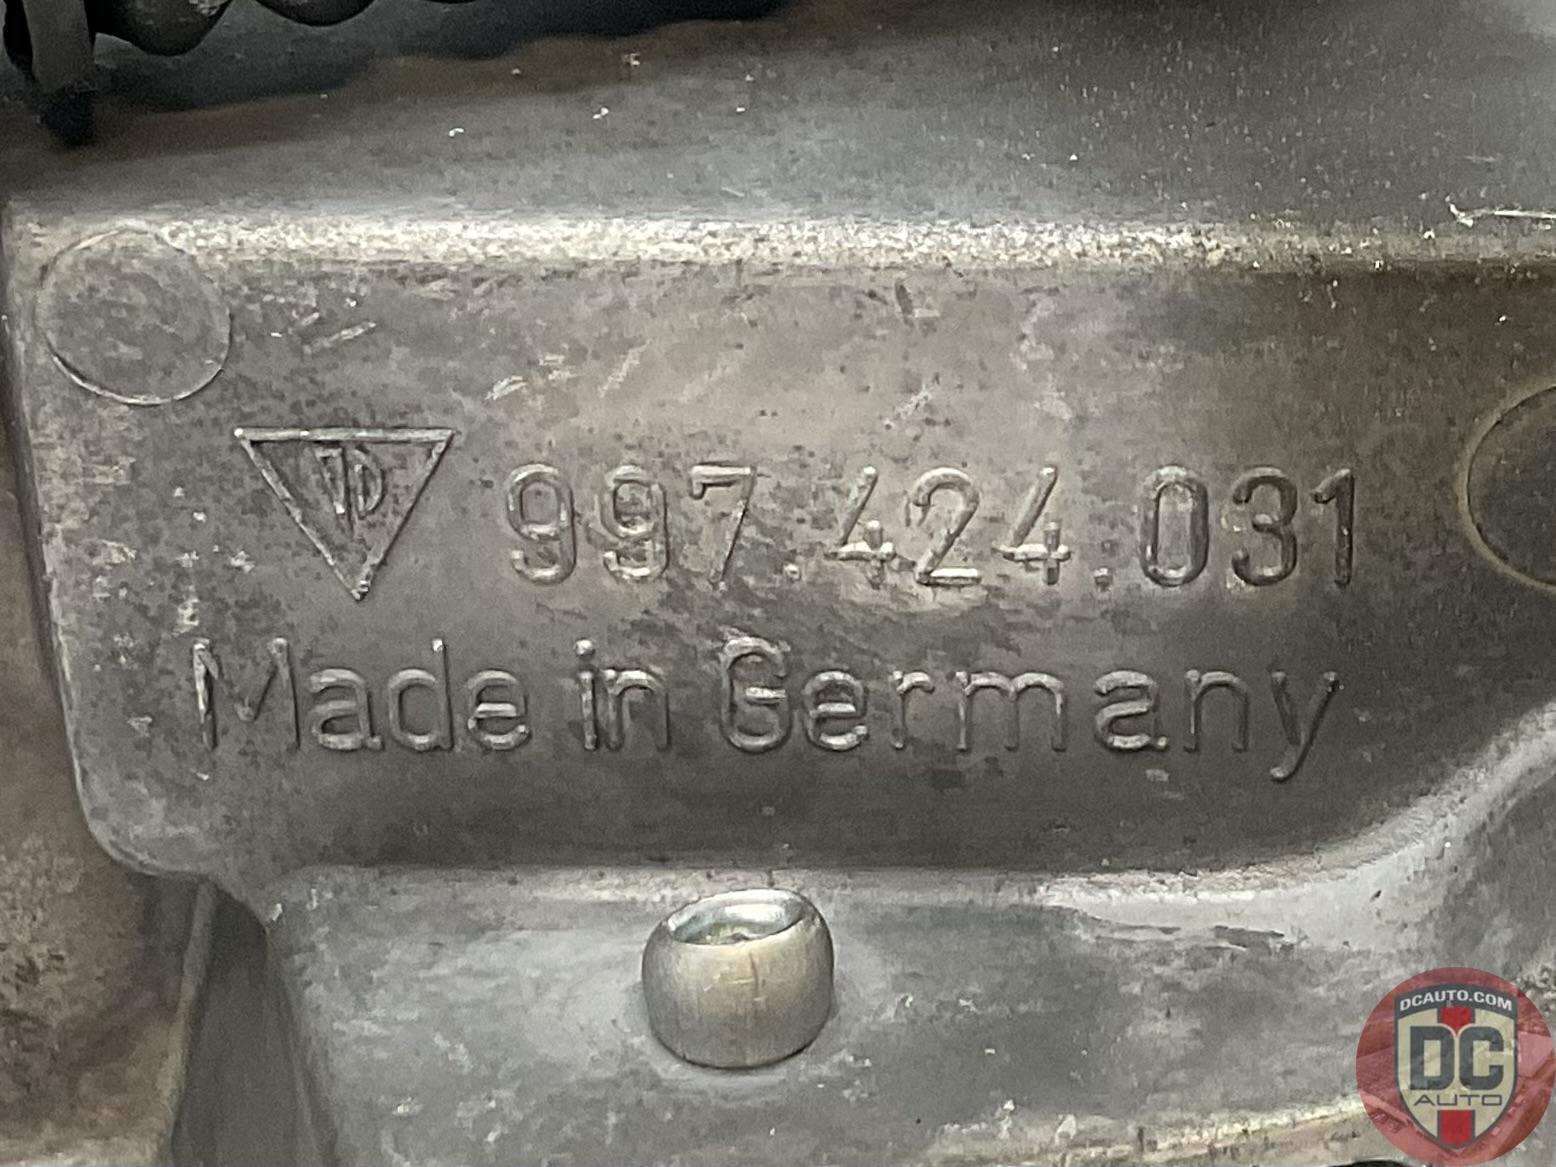 997.424.031
Made in Germany
DCAUTO.COM
DC
AUTO